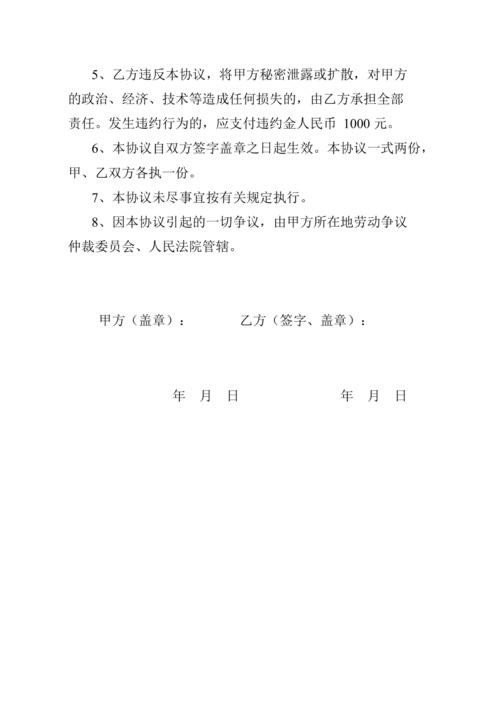 5、乙方违反本协议，将甲方秘密泄露或扩散，对甲方
的政治、经济、技术等造成任何损失的，由乙方承担全部
责任。发生违约行为的，应支付违约金人民币 1000 元。
6、本协议自双方签字盖章之日起生效。本协议一式两份，
甲、乙双方各执一份。
7、本协议未尽事宜按有关规定执行。
8、因本协议引起的一切争议，由甲方所在地劳动争议
仲裁委员会、人民法院管辖。
甲方（盖章）： 乙方（签字、盖章）：
年 月 日 年 月 日